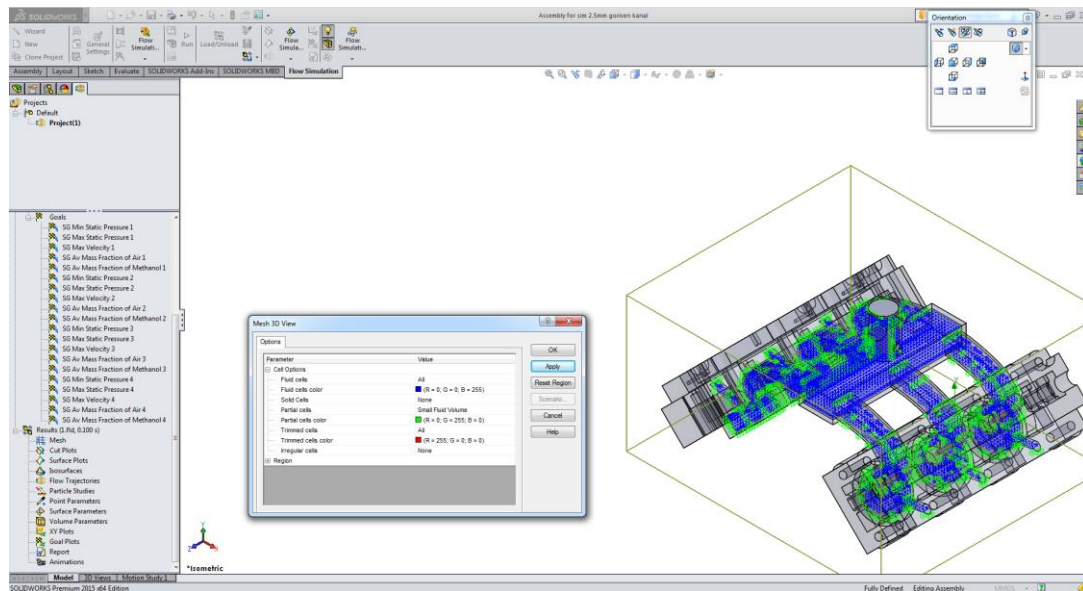 SOLIDWORKS
Assembly for sim 2.5mm goriven kanal
Wizard
New
Clone Project
General Settings
Flow Simulati...
Run
Load/Unload
Flow Simula...
Flow Simulati...
Assembly Layout Sketch Evaluate SOLIDWORKS Add-Ins SOLIDWORKS MBD Flow Simulation
Orientation
Projects
Default
Project(1)
Goals
SG Min Static Pressure 1
SG Max Static Pressure 1
SG Max Velocity 1
SG Av Mass Fraction of Air 1
SG Av Mass Fraction of Methanol 1
SG Min Static Pressure 2
SG Max Static Pressure 2
SG Max Velocity 2
SG Av Mass Fraction of Air 2
SG Av Mass Fraction of Methanol 2
SG Min Static Pressure 3
SG Max Static Pressure 3
SG Max Velocity 3
SG Av Mass Fraction of Air 3
SG Av Mass Fraction of Methanol 3
SG Min Static Pressure 4
SG Max Static Pressure 4
SG Max Velocity 4
SG Av Mass Fraction of Air 4
SG Av Mass Fraction of Methanol 4
Results (1.fld, 0.100 s)
Mesh
Cut Plots
Surface Plots
Isosurfaces
Flow Trajectories
Particle Studies
Point Parameters
Surface Parameters
Volume Parameters
XY Plots
Goal Plots
Report
Animations
Mesh 3D View
Options
Parameter Value
Cell Options
Fluid cells All
Fluid cells color (R = 0; G = 0; B = 255)
Solid Cells None
Partial cells Small Fluid Volume
Partial cells color (R = 0; G = 255; B = 0)
Trimmed cells All
Trimmed cells color (R = 255; G = 0; B = 0)
Irregular cells None
Region
OK
Apply
Reset Region
Scenario...
Cancel
Help
*Isometric
Model 3D Views Motion Study 1
SOLIDWORKS Premium 2015 x64 Edition
Fully Defined Editing Assembly MMGS